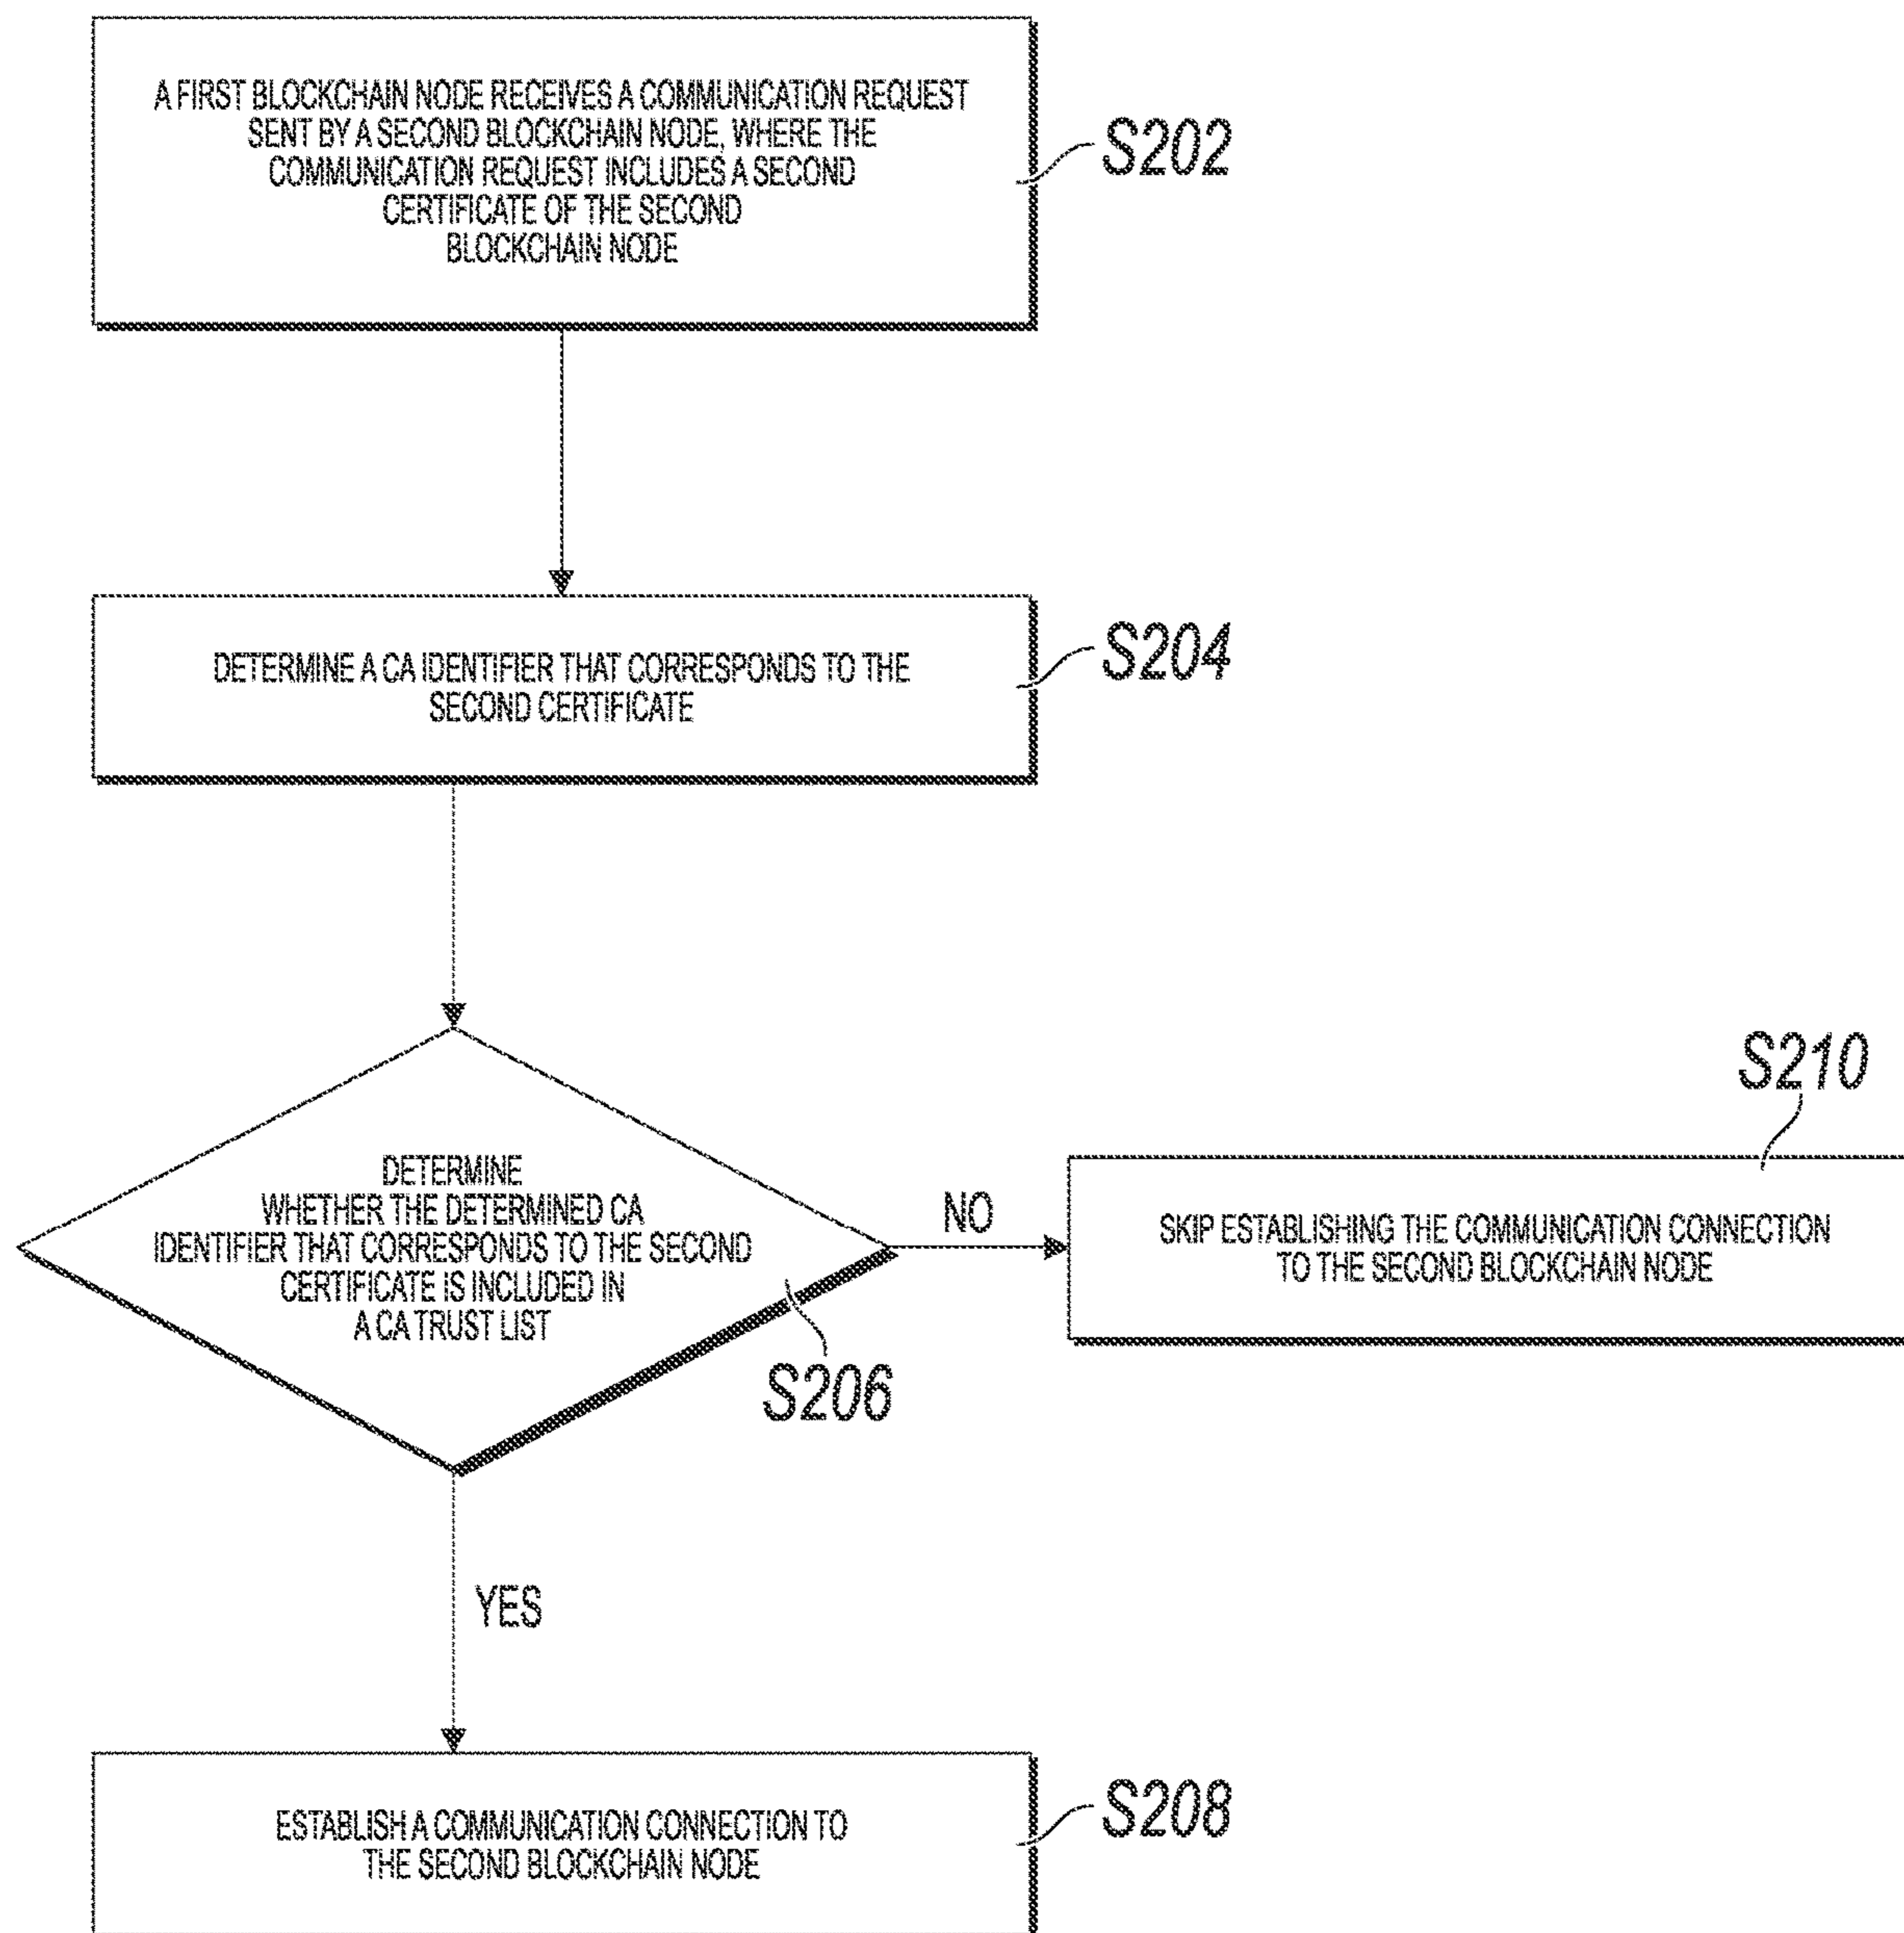 A FIRST BLOCKCHAIN NODE RECEIVES A COMMUNICATION REQUEST
SENT BY A SECOND BLOCKCHAIN NODE, WHERE THE
COMMUNICATION REQUEST INCLUDES A SECOND
CERTIFICATE OF THE SECOND
BLOCKCHAIN NODE
S202
DETERMINE A CA IDENTIFIER THAT CORRESPONDS TO THE
SECOND CERTIFICATE
S204
DETERMINE
WHETHER THE DETERMINED CA
IDENTIFIER THAT CORRESPONDS TO THE SECOND
CERTIFICATE IS INCLUDED IN
A CA TRUST LIST
S206
NO
S210
SKIP ESTABLISHING THE COMMUNICATION CONNECTION
TO THE SECOND BLOCKCHAIN NODE
YES
ESTABLISH A COMMUNICATION CONNECTION TO
THE SECOND BLOCKCHAIN NODE
S208